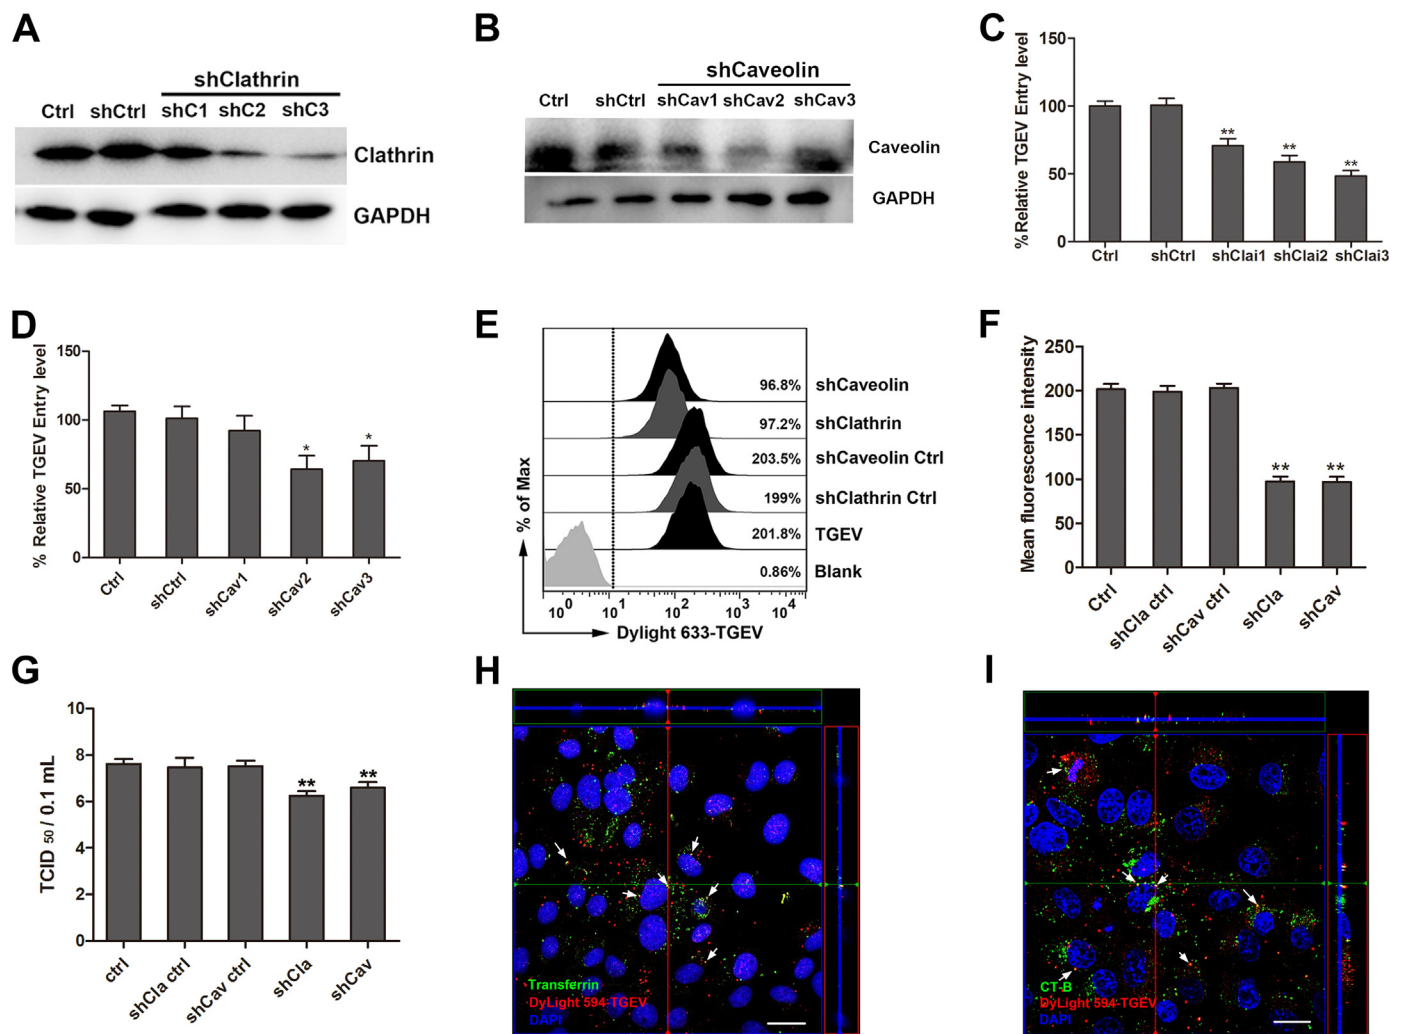 A
shClathrin
Ctrl shCtrl shC1 shC2 shC3
Clathrin
GAPDH
B
shCaveolin
Ctrl shCtrl shCav1 shCav2 shCav3
Caveolin
GAPDH
C
% Relative TGEV Entry level
150
100
50
0
Ctrl shCtrl shClai1 shClai2 shClai3
** ** **
D
% Relative TGEV Entry level
150
100
50
0
Ctrl shCtrl shCav1 shCav2 shCav3
* *
E
% of Max
96.8% shCaveolin
97.2% shClathrin
203.5% shCaveolin Ctrl
199% shClathrin Ctrl
201.8% TGEV
0.86% Blank
10^0 10^1 10^2 10^3 10^4
Dylight 633-TGEV
F
Mean fluorescence intensity
250
200
150
100
50
0
Ctrl shCla ctrl shCav ctrl shCla shCav
** **
G
TCID 50 / 0.1 mL
10
8
6
4
2
0
ctrl shCla ctrl shCav ctrl shCla shCav
** **
H
Transferrin
DyLight 594-TGEV
DAPI
I
CT-B
DyLight 594-TGEV
DAPI